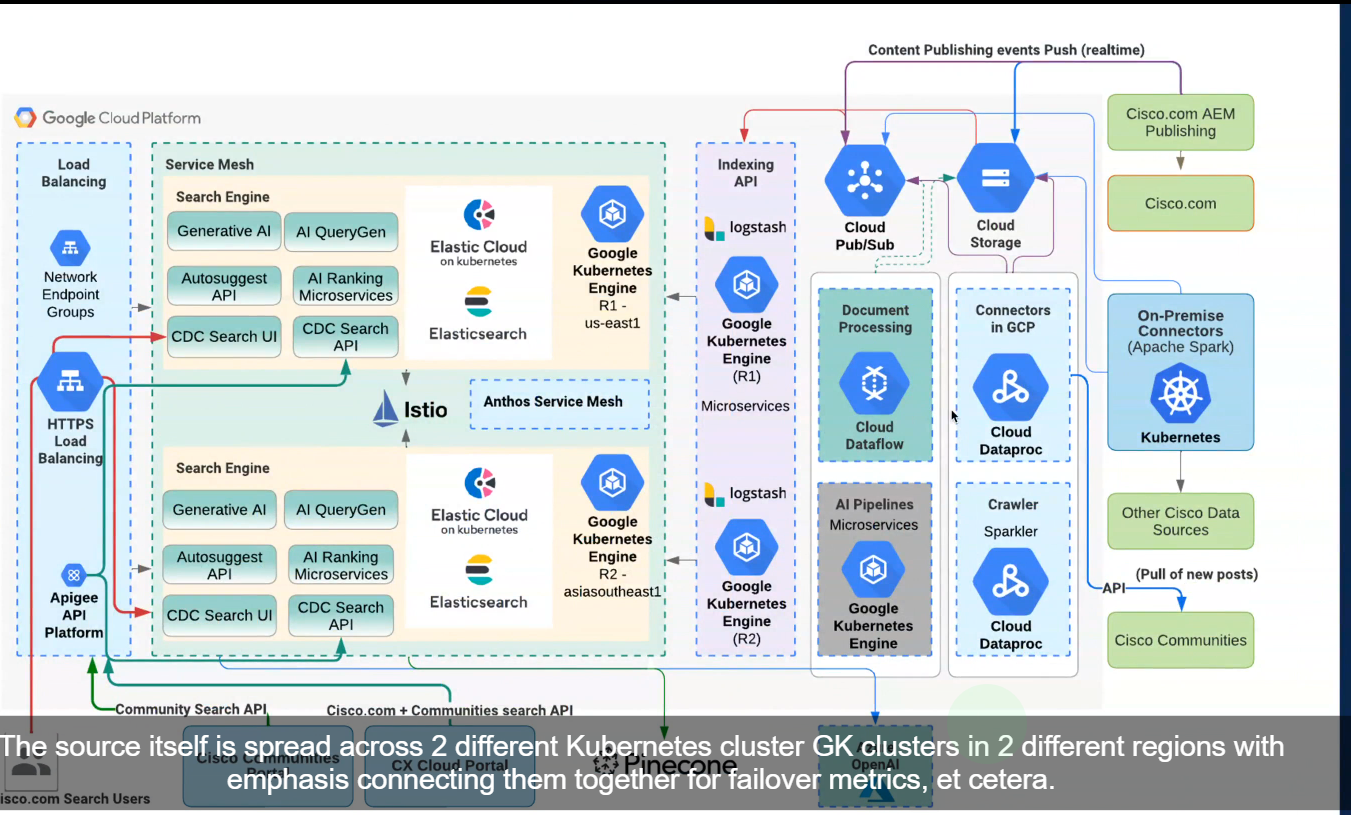 Content Publishing events Push (realtime)
Google Cloud Platform
Load
Balancing
Network
Endpoint
Groups
HTTPS
Load
Balancing
Apigee
API
Platform
Service Mesh
Search Engine
Generative AI
AI QueryGen
Autosuggest
API
AI Ranking
Microservices
CDC Search UI
CDC Search
API
Elastic Cloud
on kubernetes
Elasticsearch
Google
Kubernetes
Engine
R1 -
us-east1
Istio
Anthos Service Mesh
Search Engine
Generative AI
AI QueryGen
Autosuggest
API
AI Ranking
Microservices
CDC Search UI
CDC Search
API
Elastic Cloud
on kubernetes
Elasticsearch
Google
Kubernetes
Engine
R2 -
asiasoutheast1
Indexing
API
logstash
Google
Kubernetes
Engine
(R1)
Microservices
logstash
Google
Kubernetes
Engine
(R2)
Cloud
Pub/Sub
Cloud
Storage
Document
Processing
Cloud
Dataflow
AI Pipelines
Microservices
Google
Kubernetes
Engine
Connectors
in GCP
Cloud
Dataproc
Crawler
Sparkler
Cloud
Dataproc
Cisco.com AEM
Publishing
Cisco.com
On-Premise
Connectors
(Apache Spark)
Kubernetes
Other Cisco Data
Sources
(Pull of new posts)
API
Cisco Communities
Community Search API
Cisco.com + Communities search API
Cisco Communities
Portal
CX Cloud Portal
Pinecone
OpenAI
isco.com Search Users
The source itself is spread across 2 different Kubernetes cluster GK clusters in 2 different regions with
emphasis connecting them together for failover metrics, et cetera.